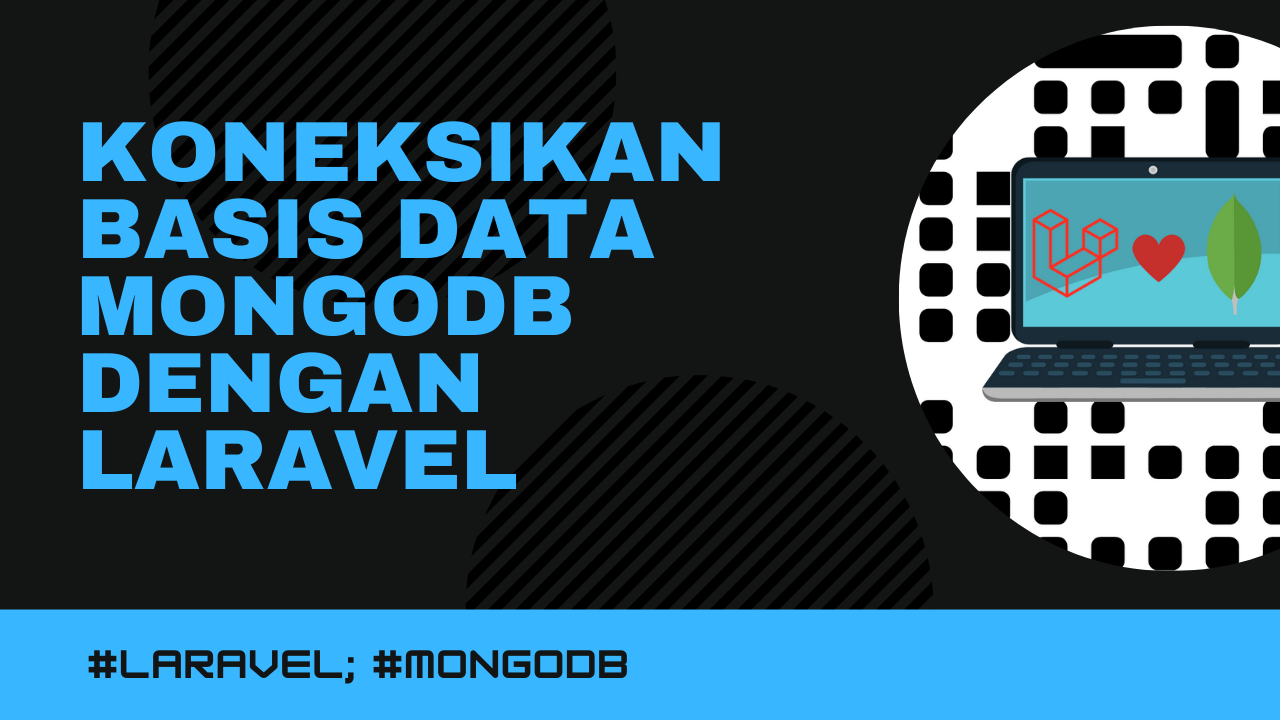 KONEKSIKAN
BASIS DATA
MONGODB
DENGAN
LARAVEL
#LARAVEL; #MONGODB